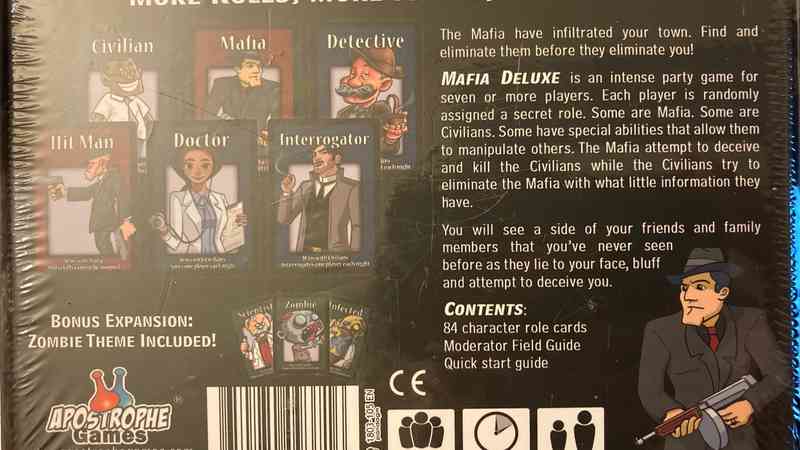 MORE ROLES, MORE
Civilian
Mafia
Detective
Hit Man
Doctor
Interrogator
BONUS EXPANSION:
ZOMBIE THEME INCLUDED!
Scientist
Zombie
Infected
APOSTROPHE
Games
®
The Mafia have infiltrated your town. Find and
eliminate them before they eliminate you!
MAFIA DELUXE is an intense party game for
seven or more players. Each player is randomly
assigned a secret role. Some are Mafia. Some are
Civilians. Some have special abilities that allow them
to manipulate others. The Mafia attempt to deceive
and kill the Civilians while the Civilians try to
eliminate the Mafia with what little information they
have.
You will see a side of your friends and family
members that you've never seen
before as they lie to your face, bluff
and attempt to deceive you.
CONTENTS:
84 character role cards
Moderator Field Guide
Quick start guide
CE